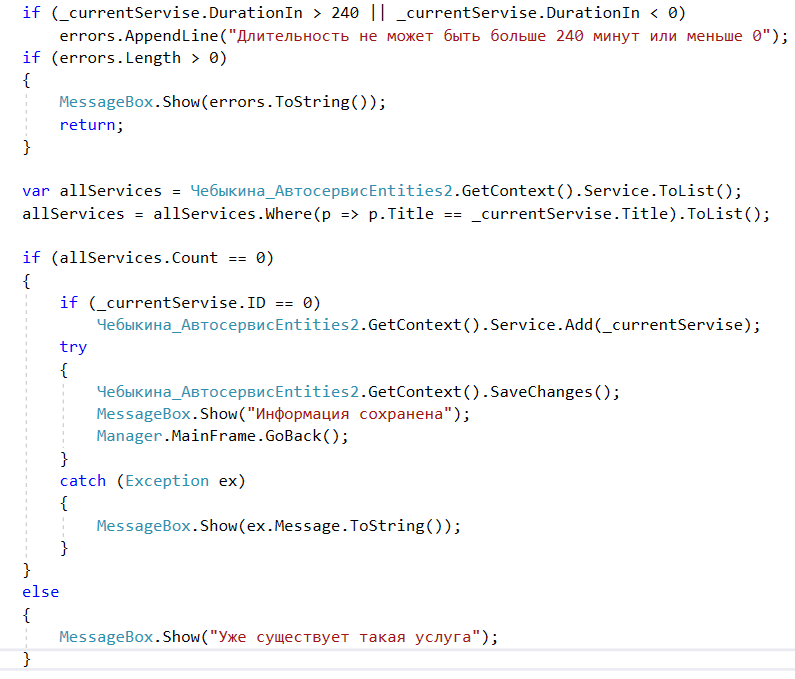 if (_currentServise.DurationIn > 240 || _currentServise.DurationIn < 0)
errors.AppendLine("Длительность не может быть больше 240 минут или меньше 0");
if (errors.Length > 0)
{
MessageBox.Show(errors.ToString());
return;
}
var allServices = Чебыкина_АвтосервисEntities2.GetContext().Service.ToList();
allServices = allServices.Where(p => p.Title == _currentServise.Title).ToList();
if (allServices.Count == 0)
{
if (_currentServise.ID == 0)
Чебыкина_АвтосервисEntities2.GetContext().Service.Add(_currentServise);
try
{
Чебыкина_АвтосервисEntities2.GetContext().SaveChanges();
MessageBox.Show("Информация сохранена");
Manager.MainFrame.GoBack();
}
catch (Exception ex)
{
MessageBox.Show(ex.Message.ToString());
}
}
else
{
MessageBox.Show("Уже существует такая услуга");
}